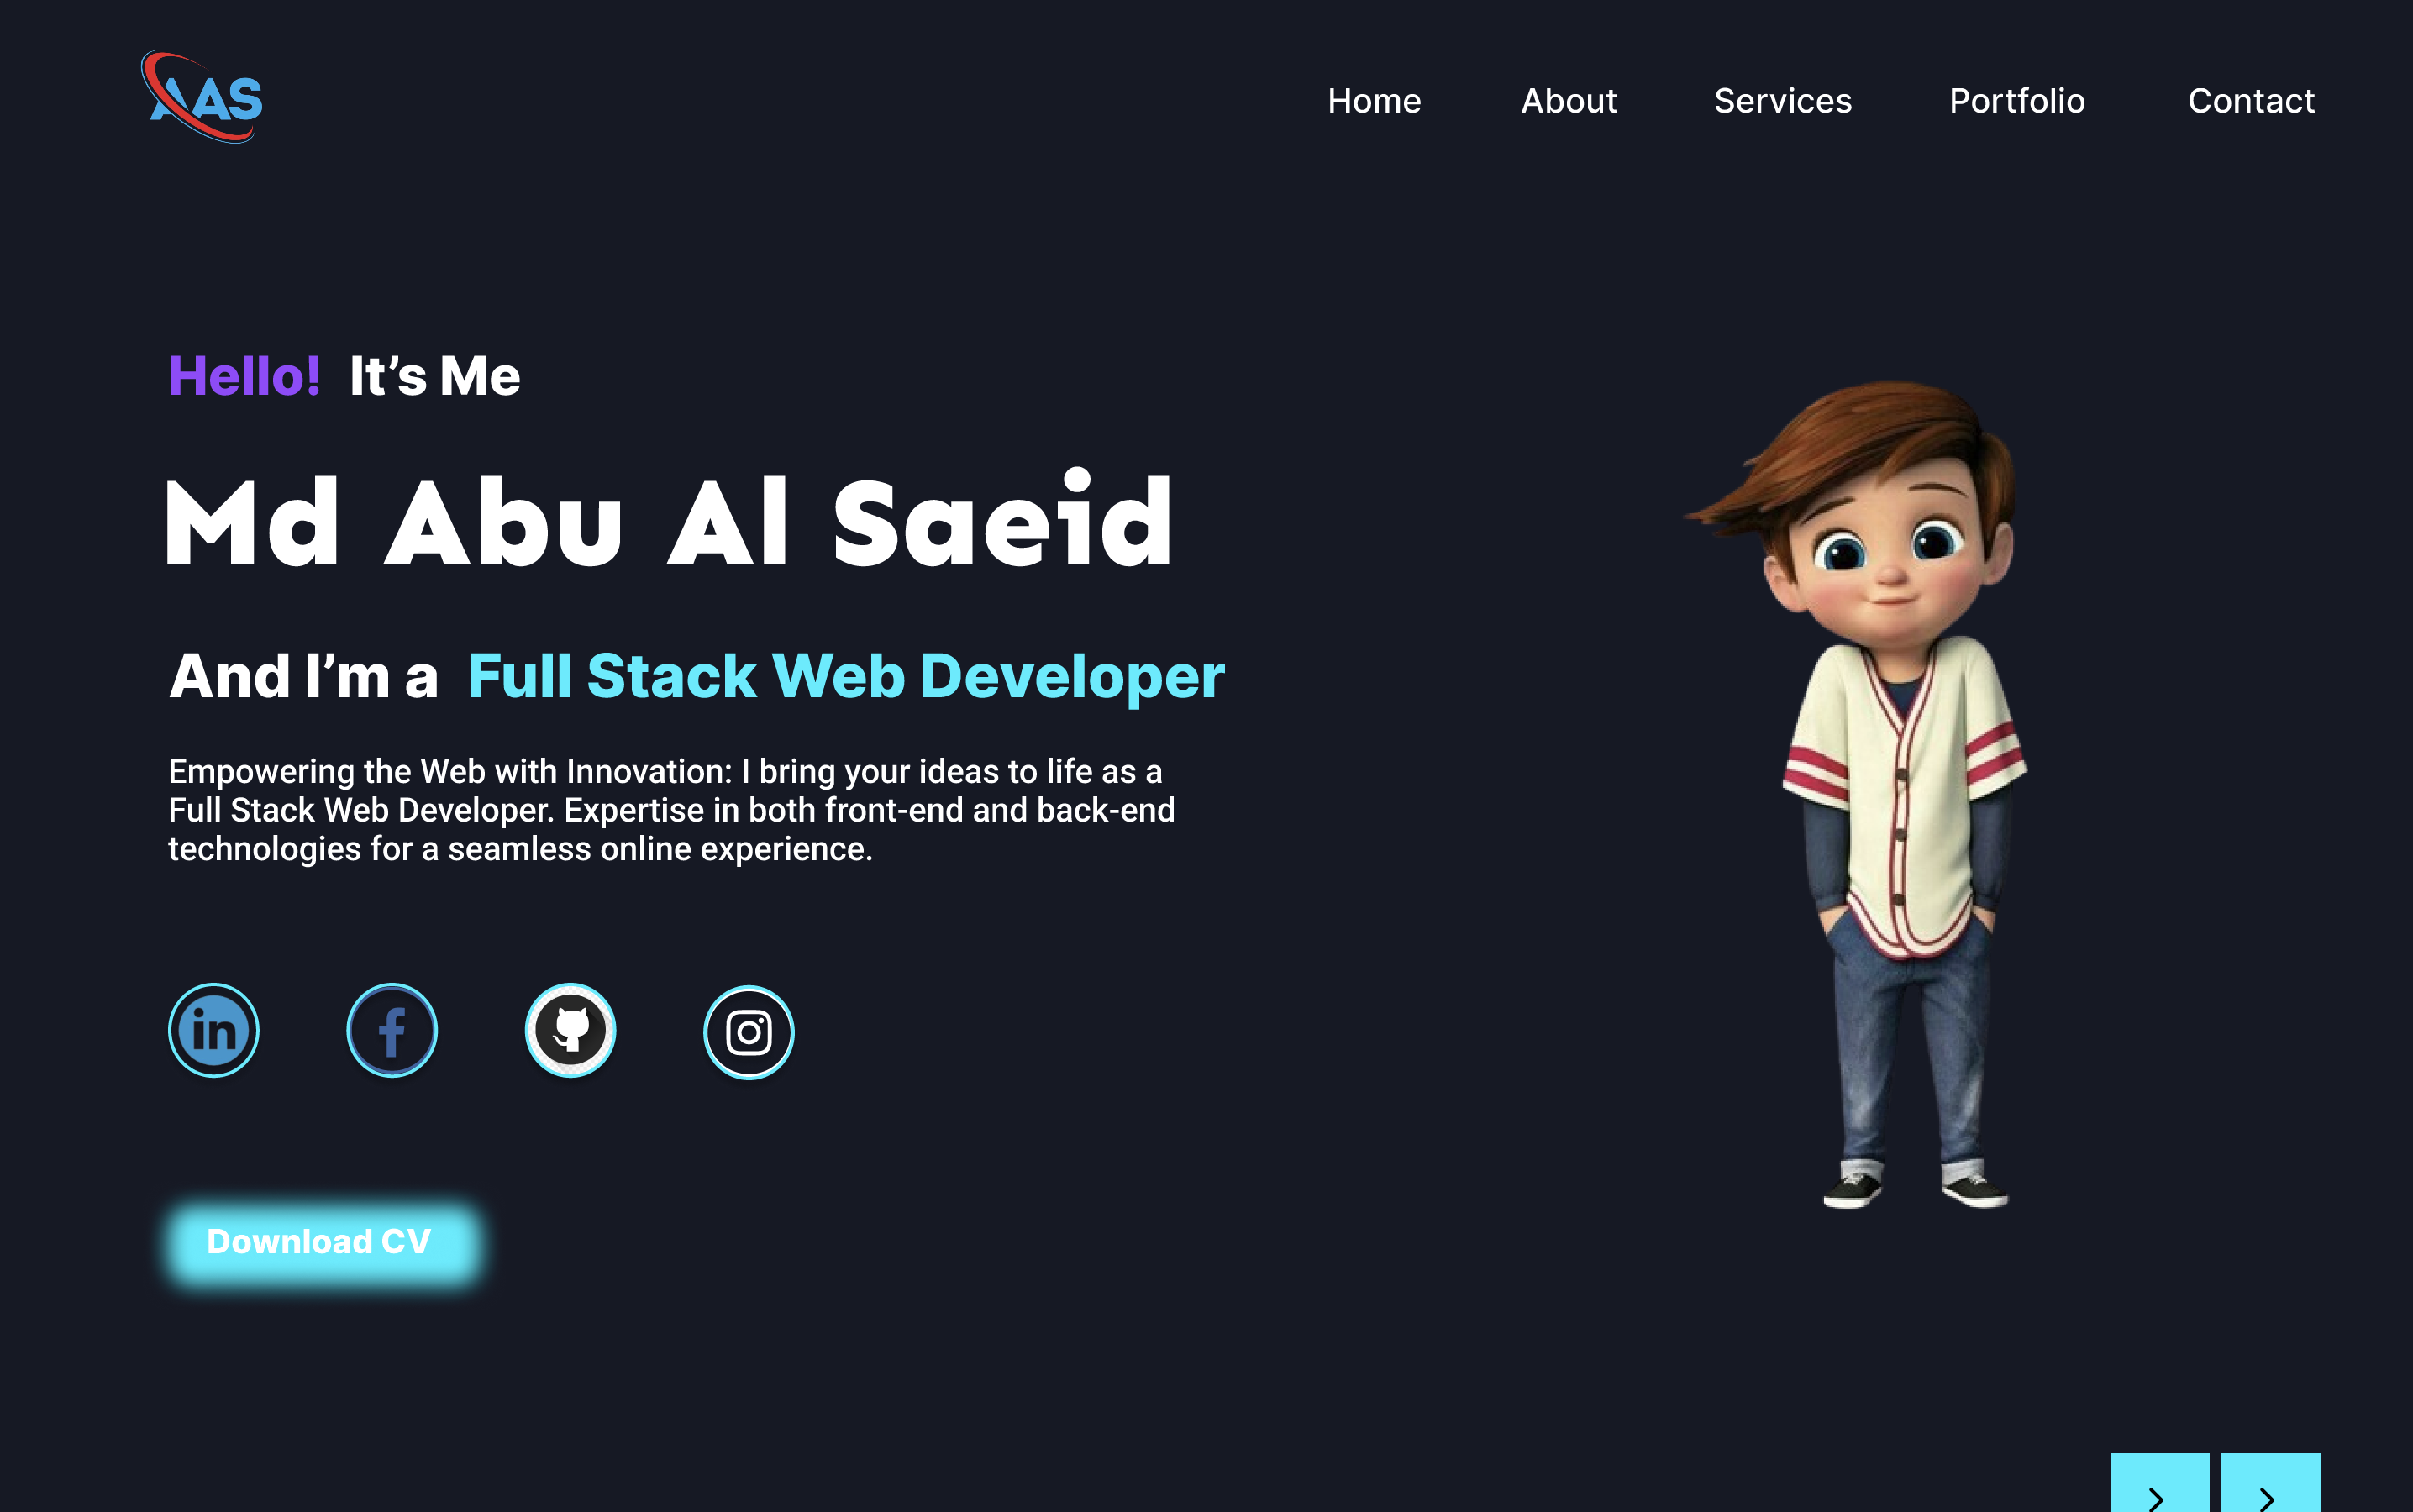 AAS
Home About Services Portfolio Contact
Hello! It’s Me
Md Abu Al Saeid
And I’m a Full Stack Web Developer
Empowering the Web with Innovation: I bring your ideas to life as a
Full Stack Web Developer. Expertise in both front-end and back-end
technologies for a seamless online experience.
in f
Download CV